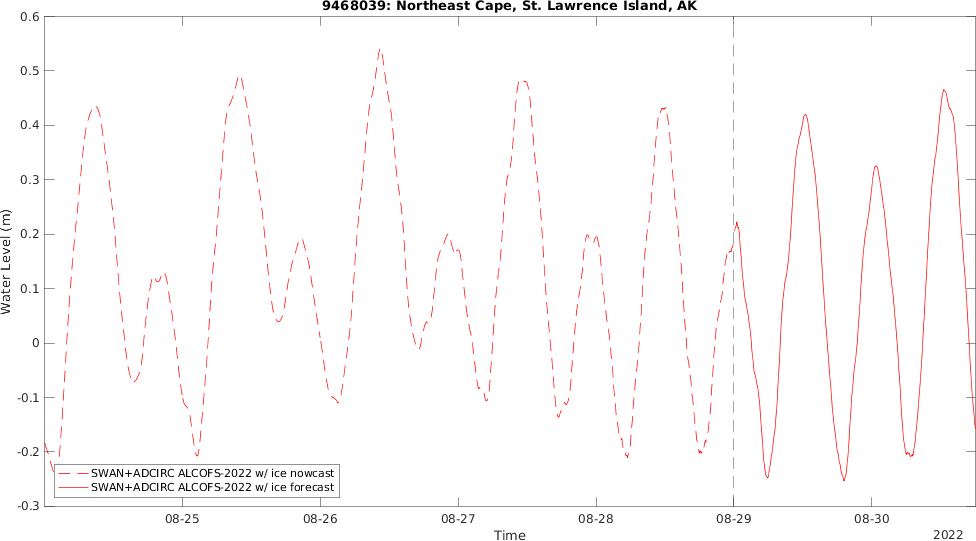 9468039: Northeast Cape, St. Lawrence Island, AK
0.6
0.5
0.4
0.3
0.2
0.1
0
-0.1
-0.2
-0.3
Water Level (m)
SWAN+ADCIRC ALCOFS-2022 w/ ice nowcast
SWAN+ADCIRC ALCOFS-2022 w/ ice forecast
08-25 08-26 08-27 08-28 08-29 08-30
Time
2022